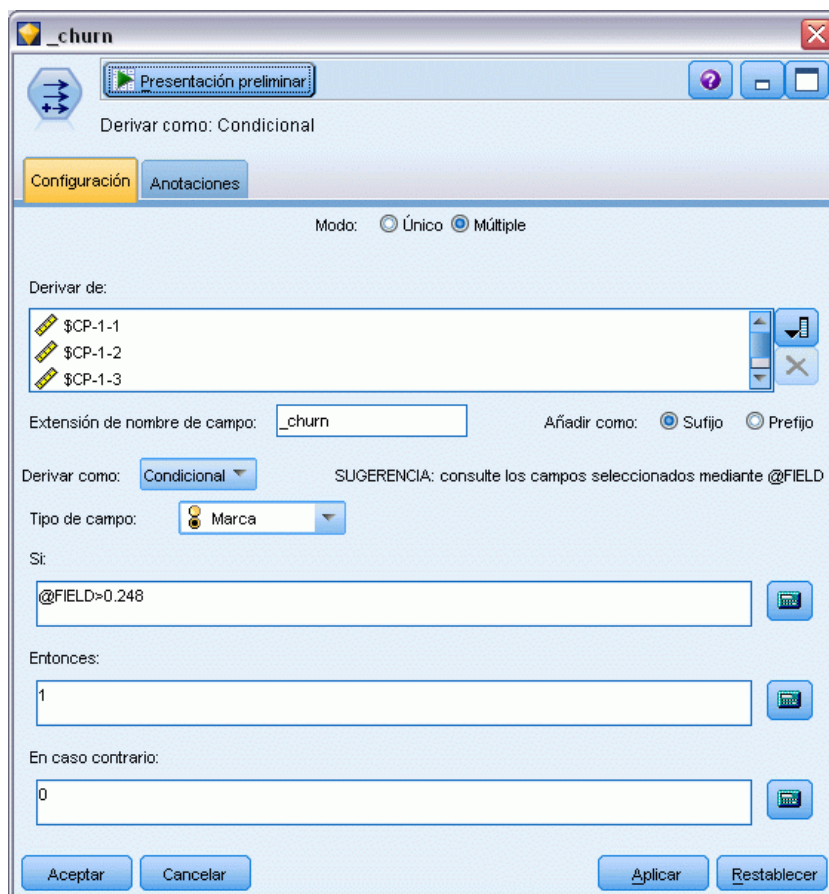 _churn
Presentación preliminar
Derivar como: Condicional
Configuración Anotaciones
Modo: Único Múltiple
Derivar de:
$CP-1-1
$CP-1-2
$CP-1-3
Extensión de nombre de campo: _churn Añadir como: Sufijo Prefijo
Derivar como: Condicional SUGERENCIA: consulte los campos seleccionados mediante @FIELD
Tipo de campo: Marca
Si:
@FIELD>0.248
Entonces:
1
En caso contrario:
0
Aceptar Cancelar Aplicar Restablecer